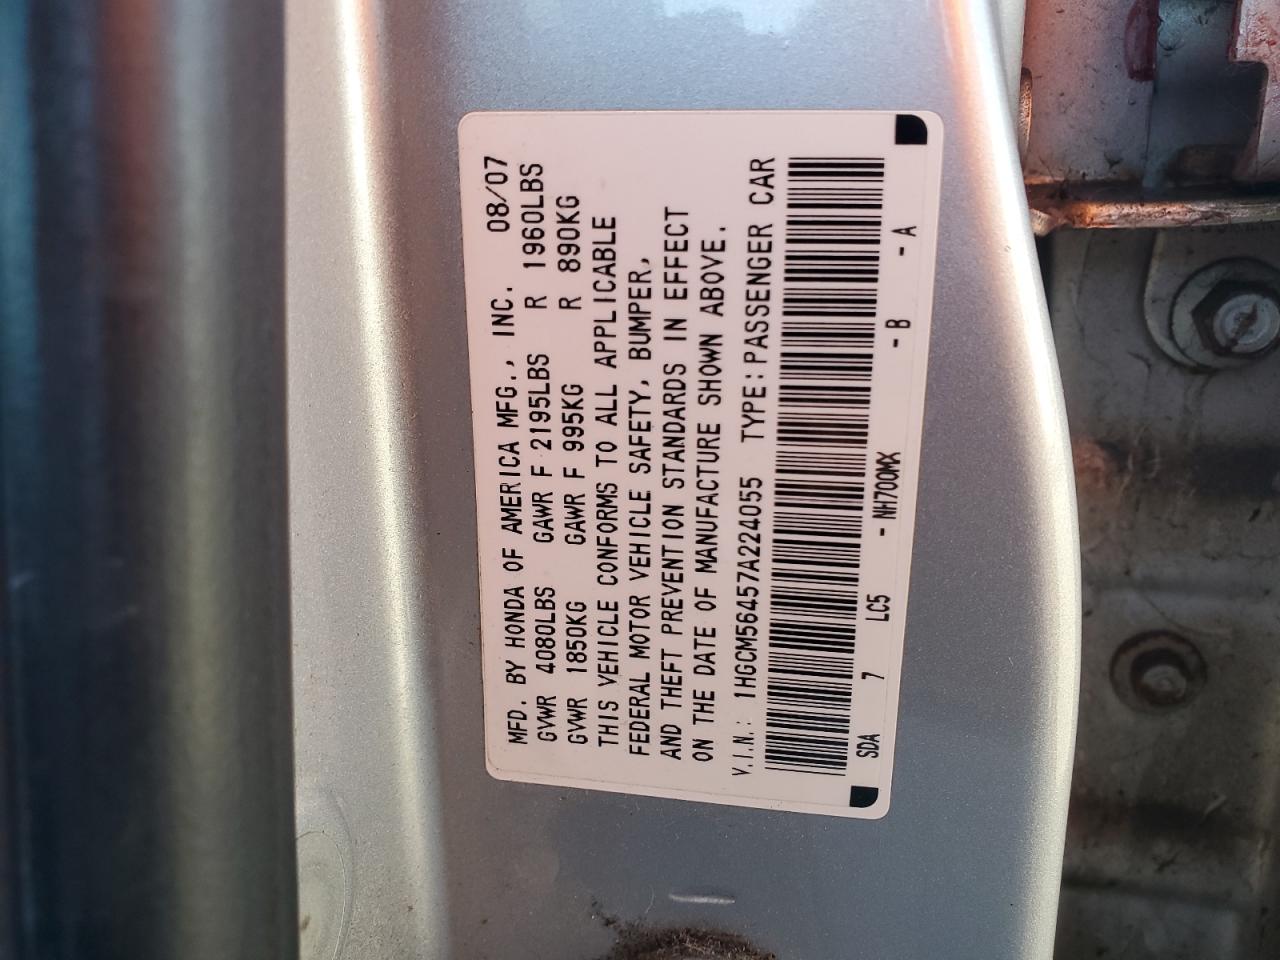 MFD. BY HONDA OF AMERICA MFG., INC. 08/07
GVWR 4080LBS GAWR F 2195LBS R 1960LBS
GVWR 1850KG GAWR F 995KG R 890KG
THIS VEHICLE CONFORMS TO ALL APPLICABLE
FEDERAL MOTOR VEHICLE SAFETY, BUMPER,
AND THEFT PREVENTION STANDARDS IN EFFECT
ON THE DATE OF MANUFACTURE SHOWN ABOVE.
V.I.N.: 1HGCM56457A224055 TYPE:PASSENGER CAR
SDA 7 LC5 - NH700MX - B - A